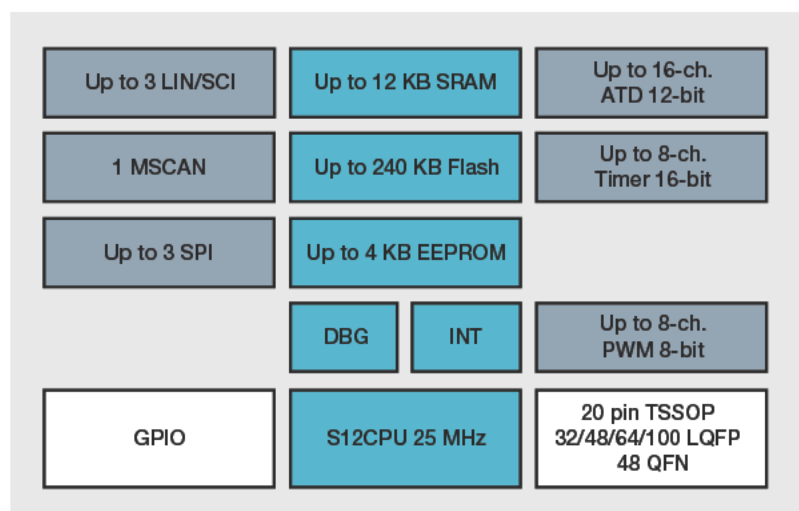 Up to 3 LIN/SCI
Up to 12 KB SRAM
Up to 16-ch.
ATD 12-bit
1 MSCAN
Up to 240 KB Flash
Up to 8-ch.
Timer 16-bit
Up to 3 SPI
Up to 4 KB EEPROM
DBG
INT
Up to 8-ch.
PWM 8-bit
GPIO
S12CPU 25 MHz
20 pin TSSOP
32/48/64/100 LQFP
48 QFN